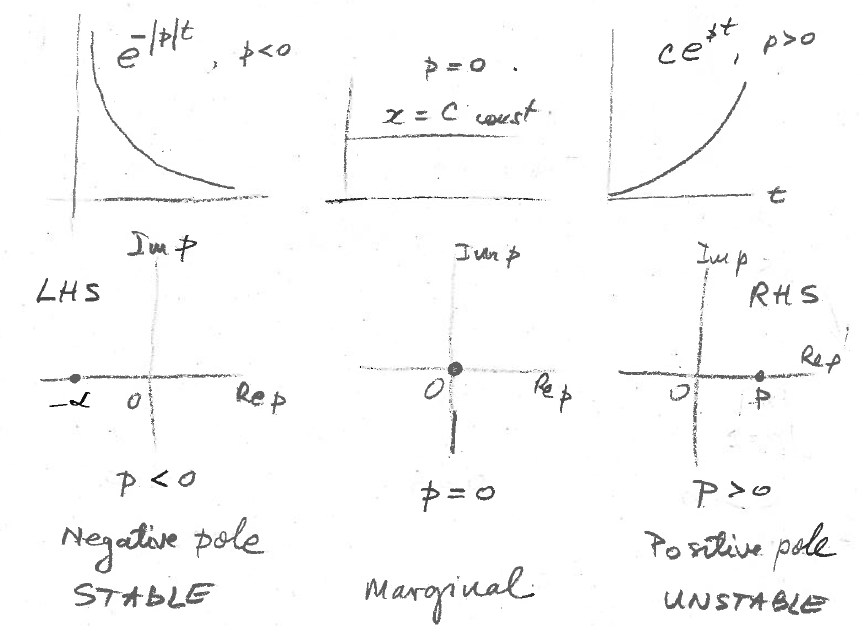 e^{-|p|t}, p<0
p=0.
x = C const.
ce^{pt}, p>0
t
Im p
LHS
-α
0
Re p
p < 0
Negative pole
STABLE
Im p
0
Re p
p = 0
Marginal
Im p
RHS
Re p
0
p
P > 0
Positive pole
UNSTABLE